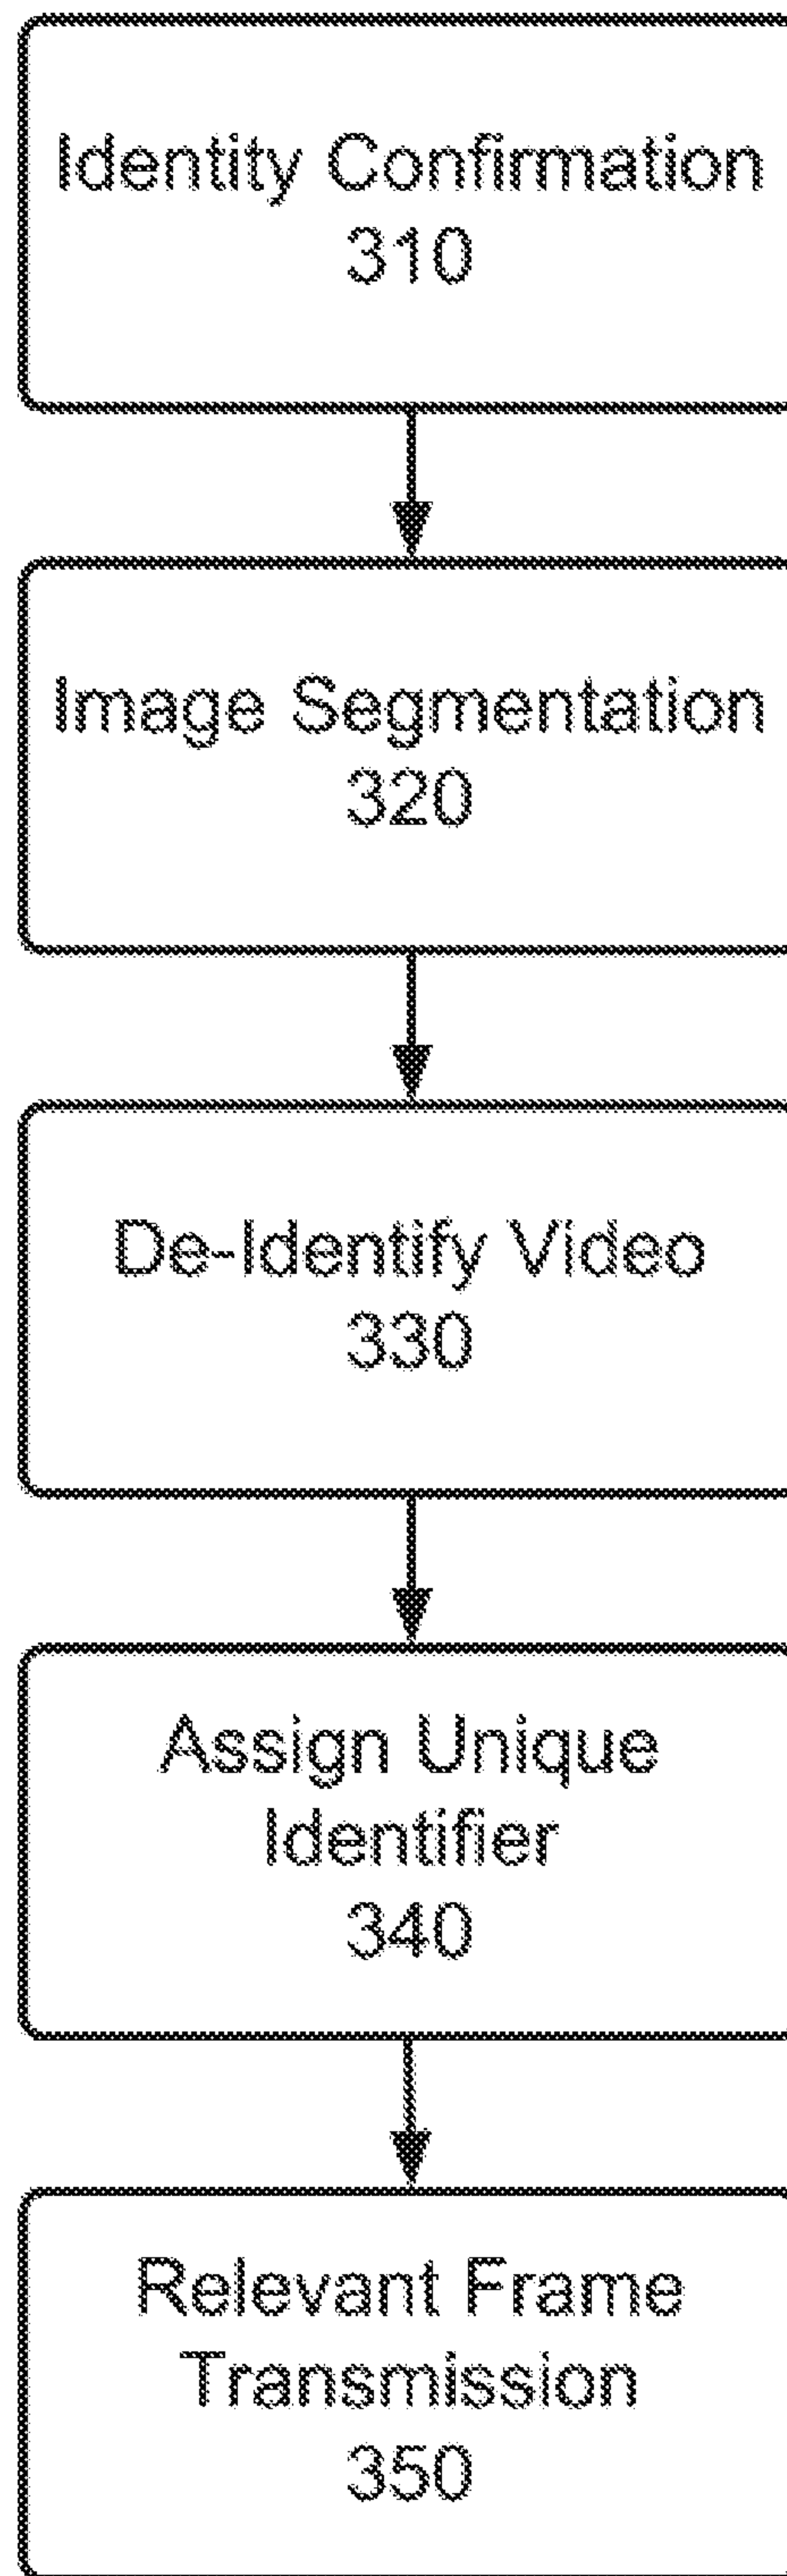 Identity Confirmation
310
Image Segmentation
320
De-Identify Video
330
Assign Unique
Identifier
340
Relevant Frame
Transmission
350